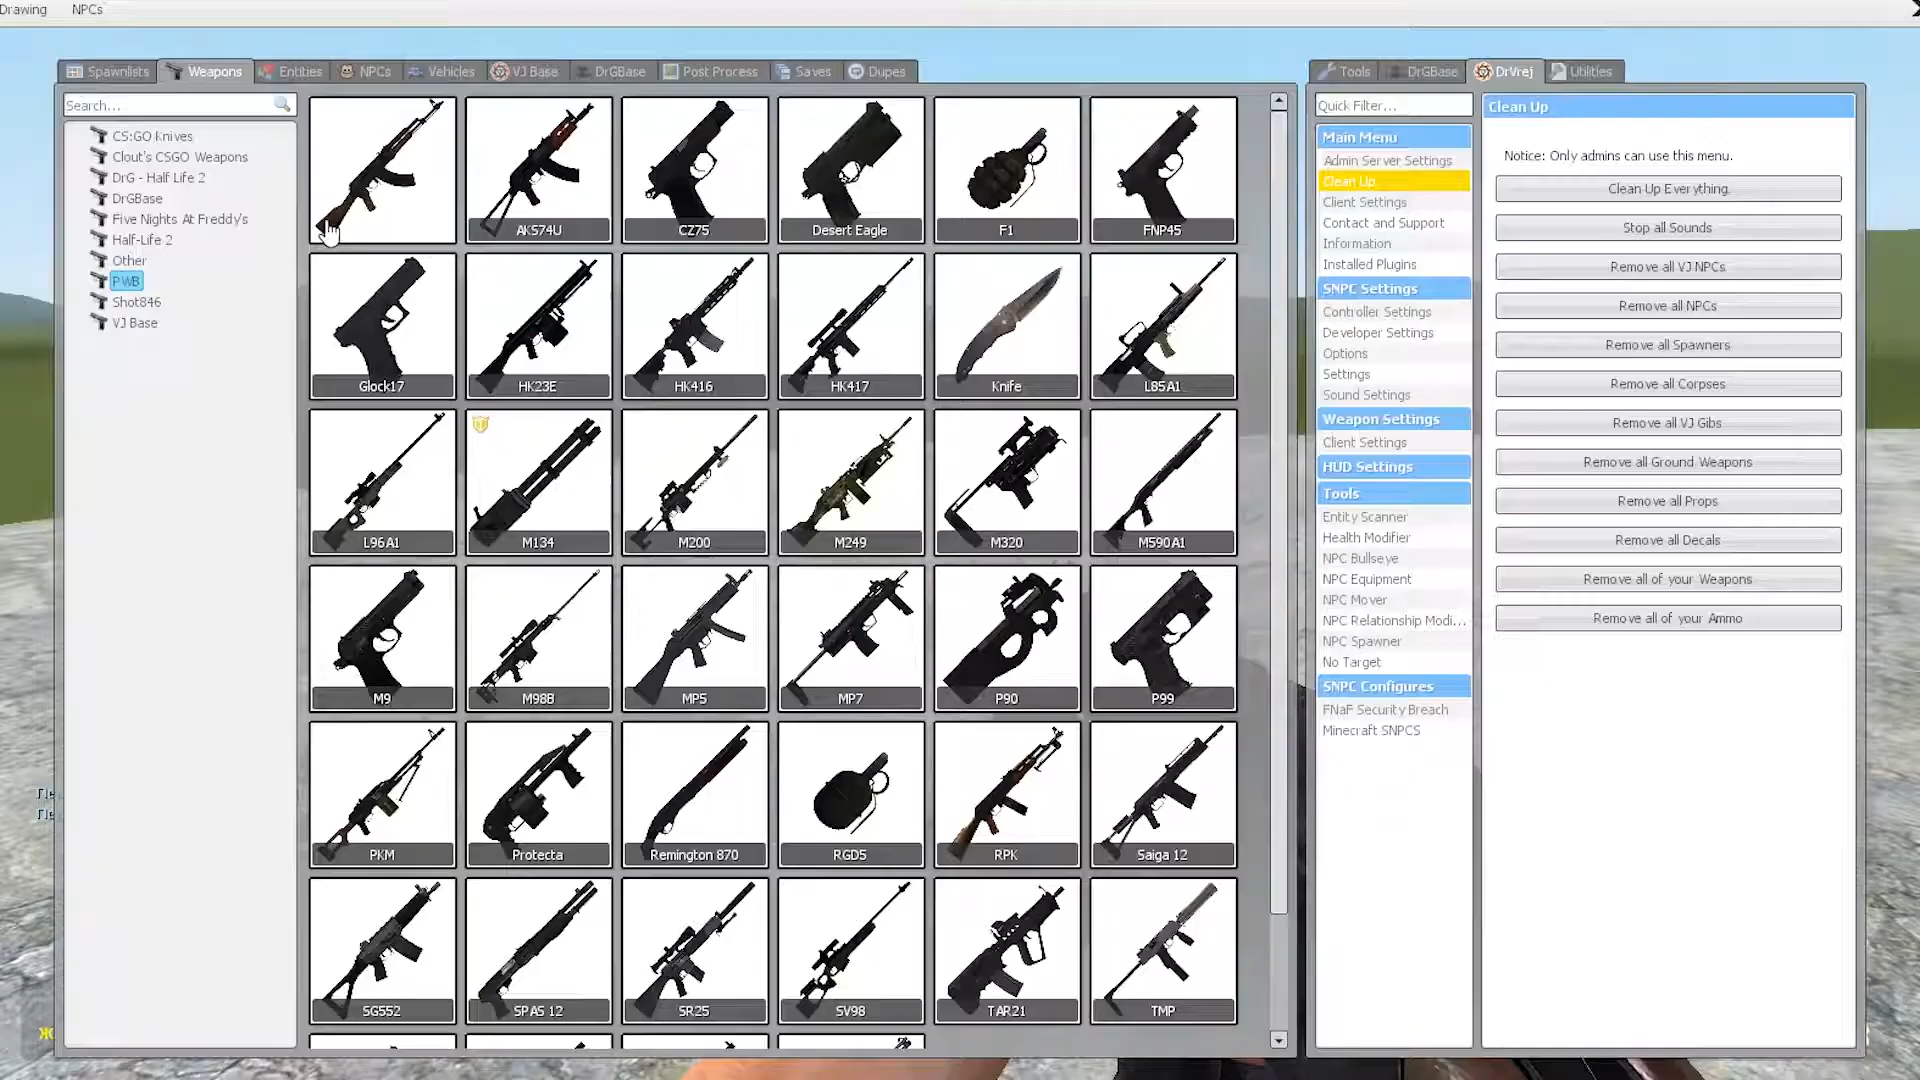 Drawing NPCs
Spawnlists Weapons Entities NPCs Vehicles VJ Base DrGBase Post Process Saves Dupes
Search...
CS:GO Knives
Clout's CSGO Weapons
DrG - Half Life 2
DrGBase
Five Nights At Freddy's
Half-Life 2
Other
PWB
Shot846
VJ Base
AKS74U
CZ75
Desert Eagle
F1
FNP45
Glock17
HK23E
HK416
HK417
Knife
L85A1
L96A1
M134
M200
M249
M320
M590A1
M9
M98B
MP5
MP7
P90
P99
PKM
Protecta
Remington 870
RGD5
RPK
Saiga 12
SG552
SPAS 12
SR25
SV98
TAR21
TMP
Tools DrGBase DrVrej Utilities
Quick Filter...
Main Menu
Admin Server Settings
Clean Up
Client Settings
Contact and Support
Information
Installed Plugins
SNPC Settings
Controller Settings
Developer Settings
Options
Settings
Sound Settings
Weapon Settings
Client Settings
HUD Settings
Tools
Entity Scanner
Health Modifier
NPC Bullseye
NPC Equipment
NPC Mover
NPC Relationship Modi...
NPC Spawner
No Target
SNPC Configures
FNaF Security Breach
Minecraft SNPCS
Clean Up
Notice: Only admins can use this menu.
Clean Up Everything
Stop all Sounds
Remove all VJ NPCs
Remove all NPCs
Remove all Spawners
Remove all Corpses
Remove all VJ Gibs
Remove all Ground Weapons
Remove all Props
Remove all Decals
Remove all of your Weapons
Remove all of your Ammo